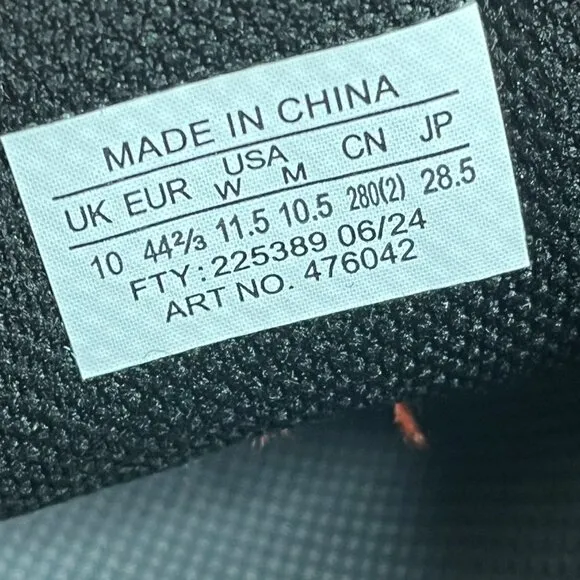 MADE IN CHINA
UK EUR USA CN JP
W M
10 44⅔ 11.5 10.5 280(2) 28.5
FTY : 225389 06/24
ART NO. 476042